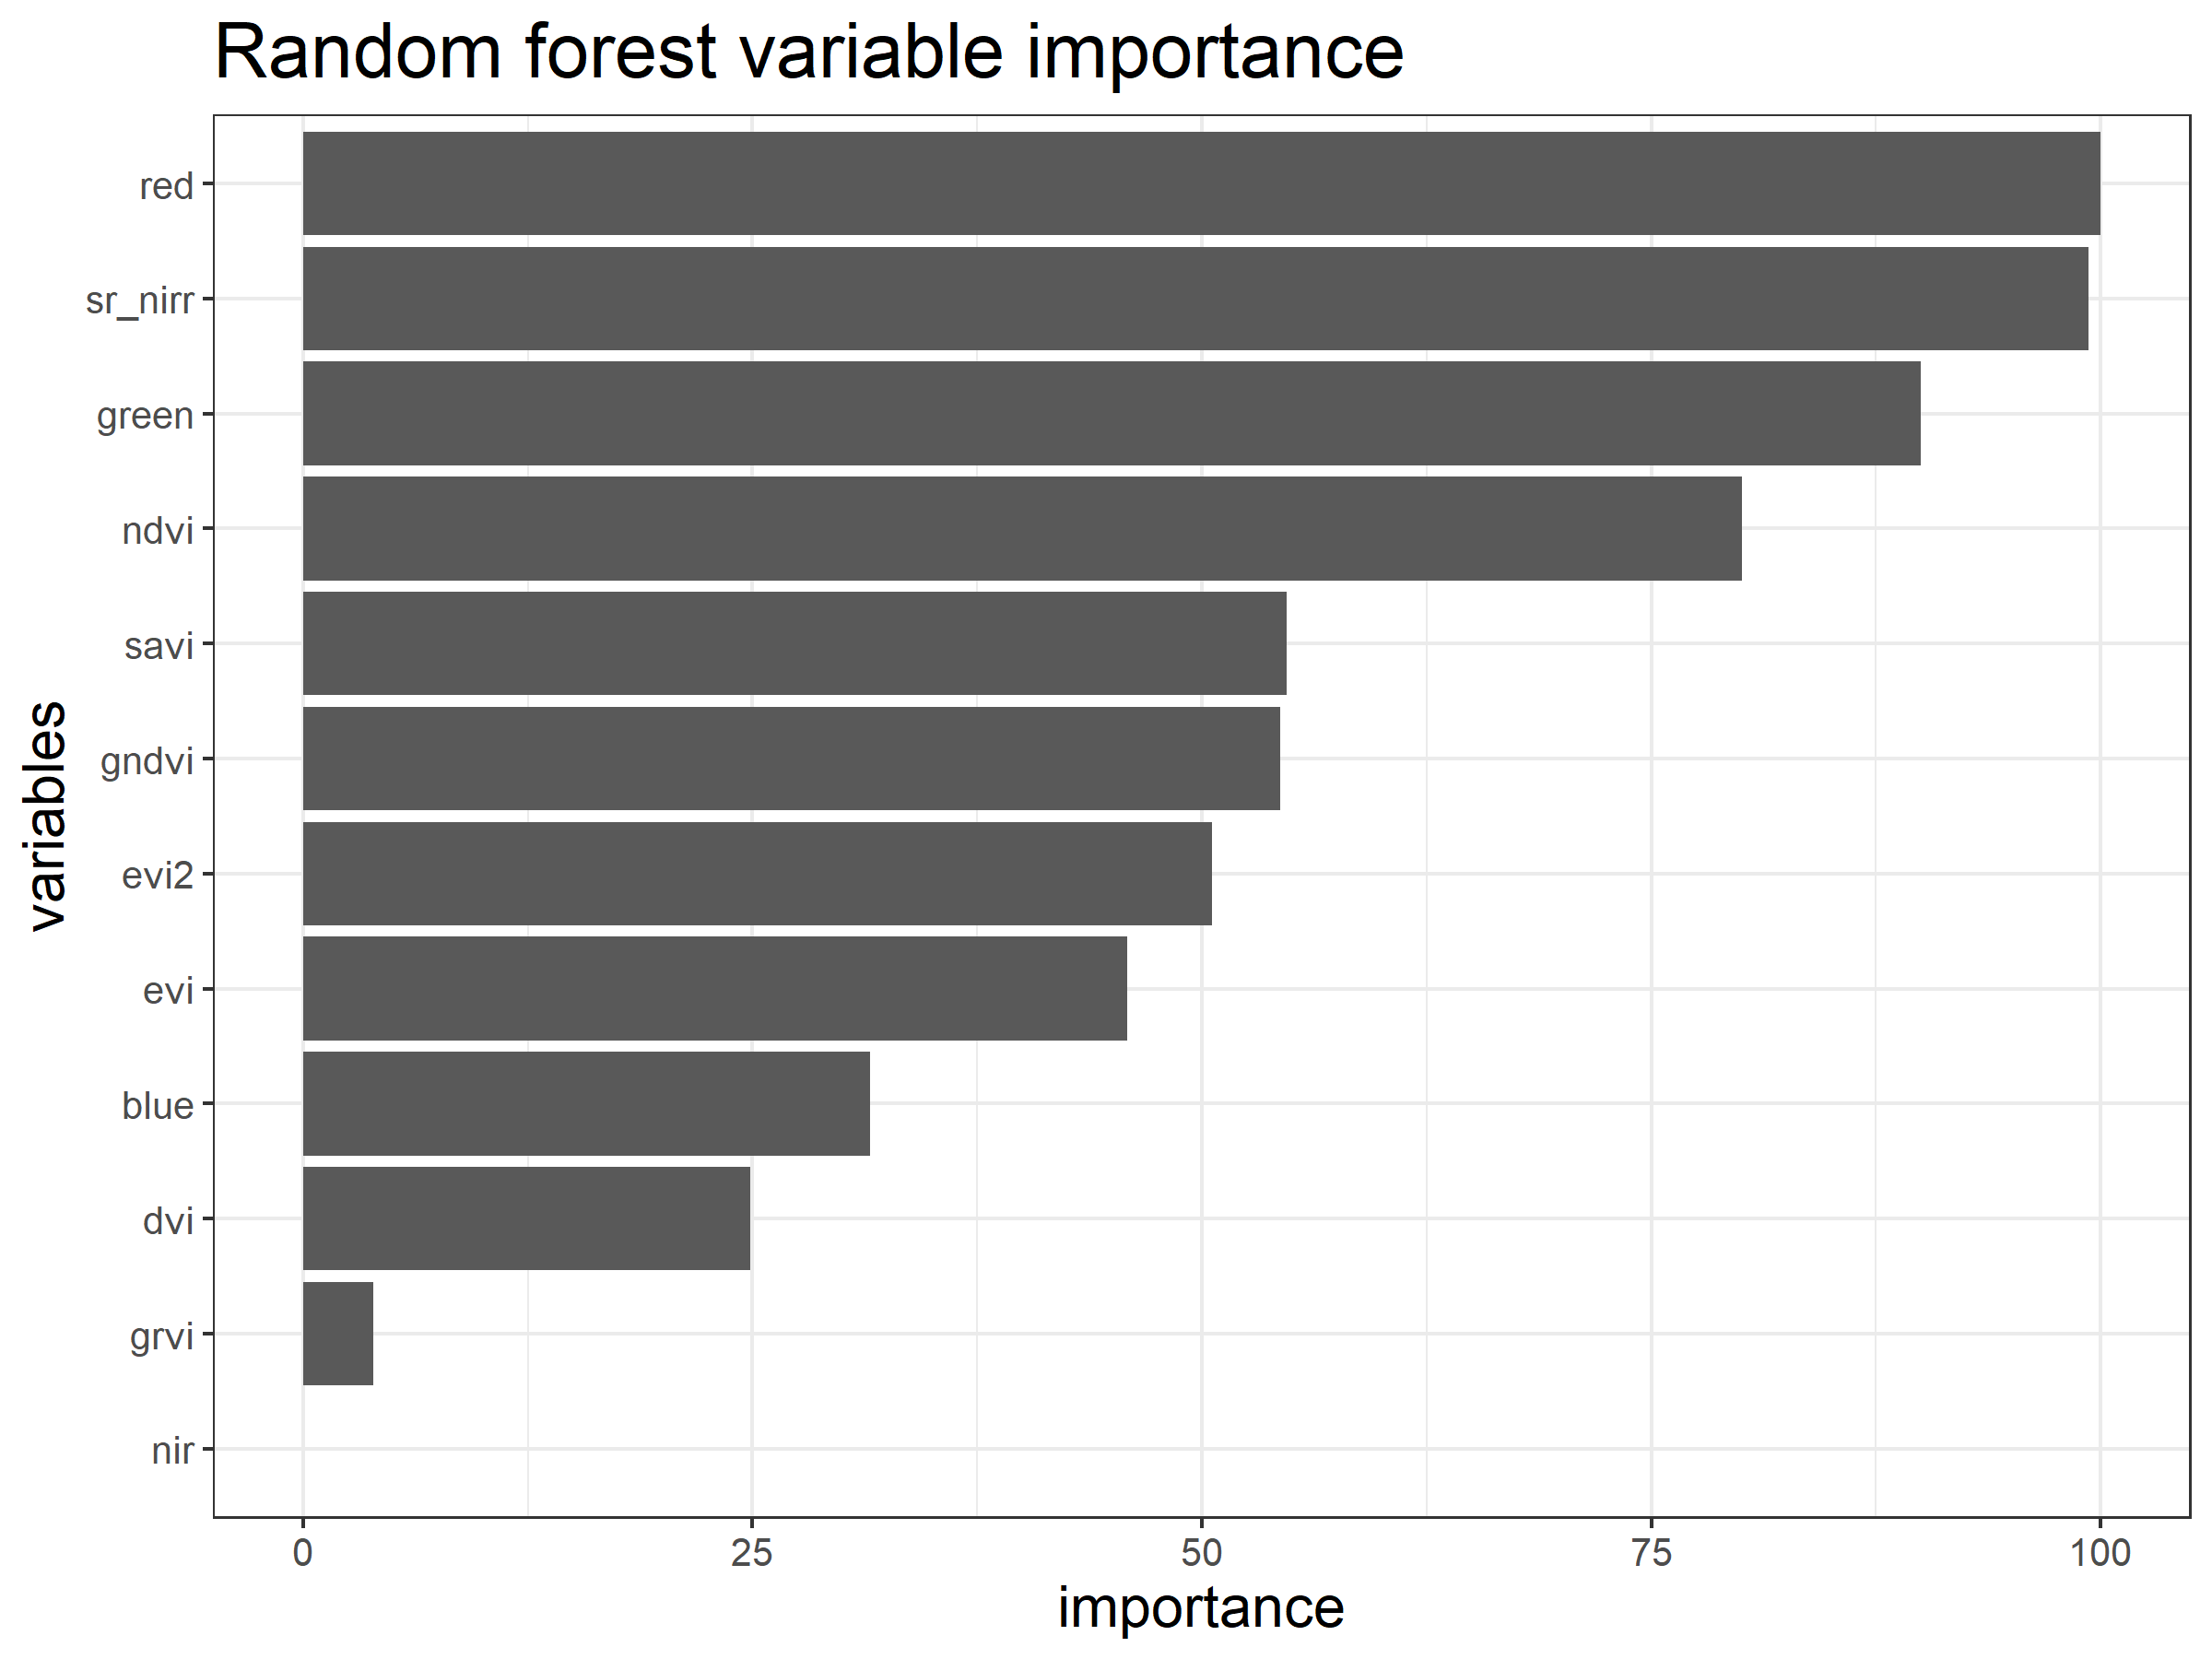 Random forest variable importance
variables
red
sr_nirr
green
ndvi
savi
gndvi
evi2
evi
blue
dvi
grvi
nir
0 25 50 75 100
importance